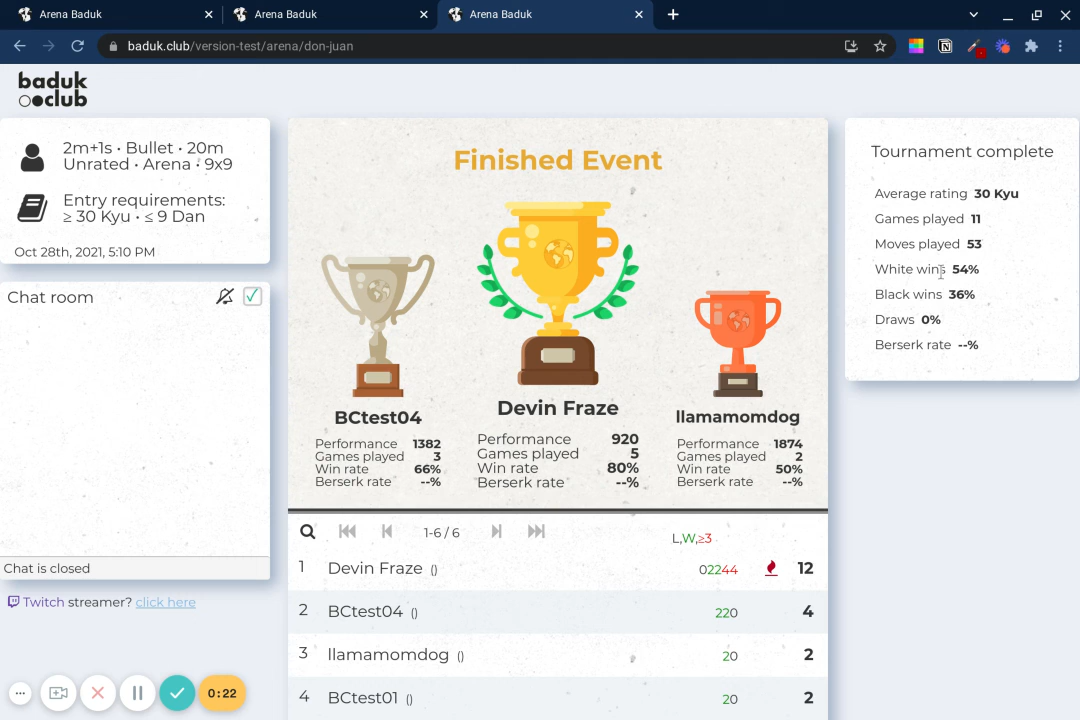 Arena Baduk
Arena Baduk
Arena Baduk
baduk.club/version-test/arena/don-juan
baduk
club
2m+1s • Bullet • 20m
Unrated • Arena • 9x9
Entry requirements:
≥ 30 Kyu • ≤ 9 Dan
Oct 28th, 2021, 5:10 PM
Chat room
Chat is closed
Twitch streamer? click here
0:22
Finished Event
BCtest04
Performance 1382
Games played 3
Win rate 66%
Berserk rate --%
Devin Fraze
Performance 920
Games played 5
Win rate 80%
Berserk rate --%
llamamomdog
Performance 1874
Games played 2
Win rate 50%
Berserk rate --%
1-6 / 6
L,W,≥3
1 Devin Fraze () 02244 12
2 BCtest04 () 220 4
3 llamamomdog () 20 2
4 BCtest01 () 20 2
Tournament complete
Average rating 30 Kyu
Games played 11
Moves played 53
White wins 54%
Black wins 36%
Draws 0%
Berserk rate --%